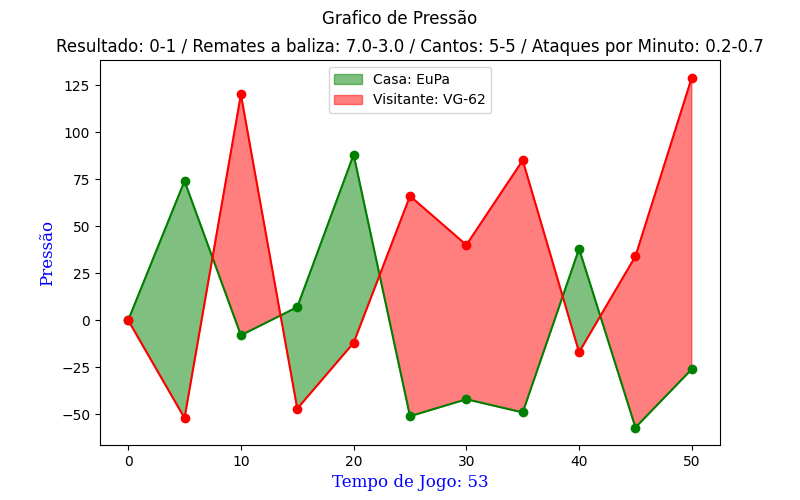 Grafico de Pressão
Resultado: 0-1 / Remates a baliza: 7.0-3.0 / Cantos: 5-5 / Ataques por Minuto: 0.2-0.7
Casa: EuPa
Visitante: VG-62
Pressão
125
100
75
50
25
0
−25
−50
0 10 20 30 40 50
Tempo de Jogo: 53